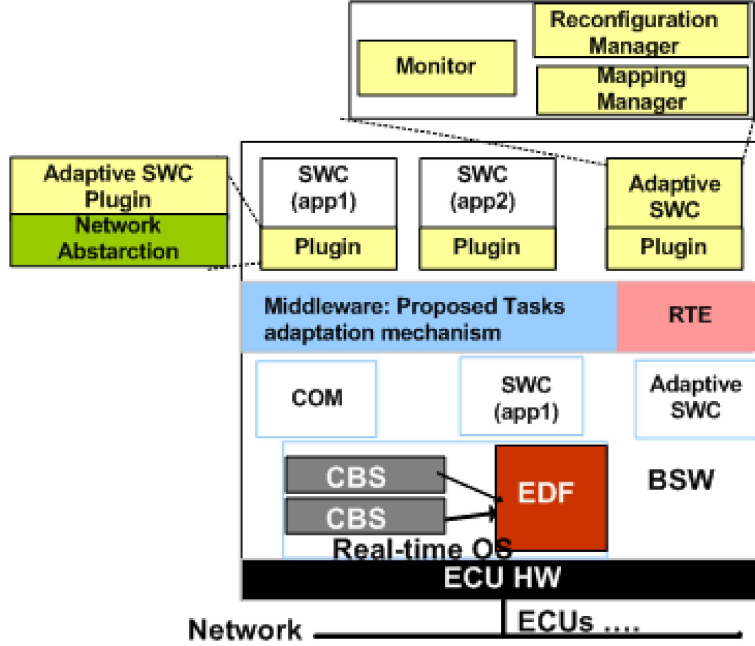 Reconfiguration
Manager
Monitor
Mapping
Manager
Adaptive SWC
Plugin
Network
Abstarction
SWC
(app1)
Plugin
SWC
(app2)
Plugin
Adaptive
SWC
Plugin
Middleware: Proposed Tasks
adaptation mechanism
RTE
COM
SWC
(app1)
Adaptive
SWC
CBS
CBS
EDF
BSW
Real-time OS
ECU HW
Network
ECUs ....